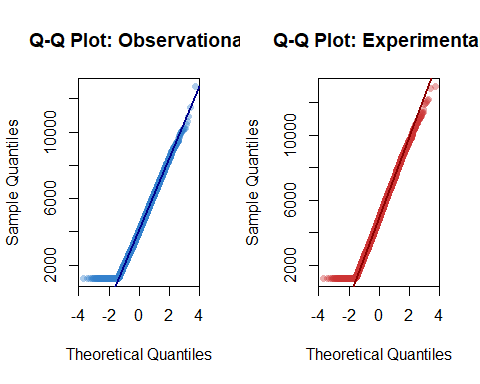 Q-Q Plot: Observationa
Sample Quantiles
2000
6000
10000
-4
-2
0
2
4
Theoretical Quantiles
Q-Q Plot: Experimenta
Sample Quantiles
2000
6000
10000
-4
-2
0
2
4
Theoretical Quantiles